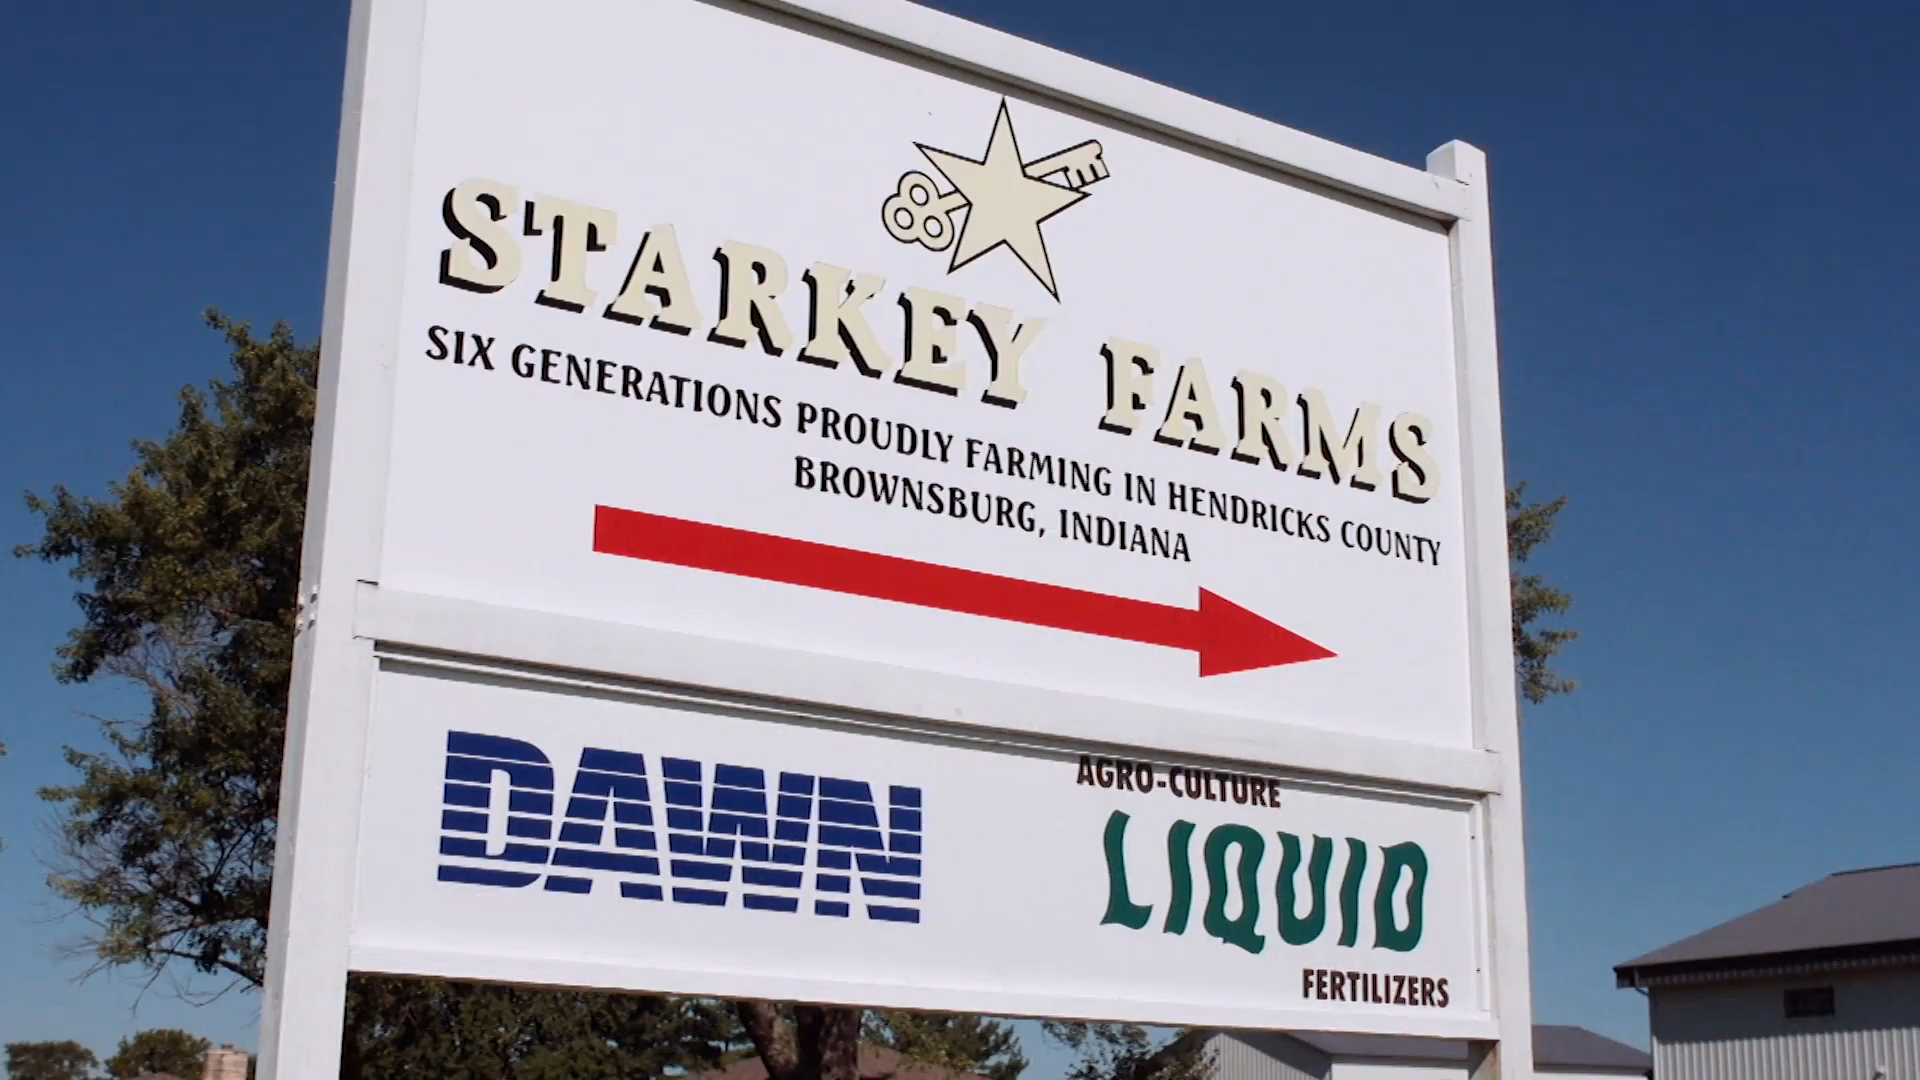 STARKEY FARMS
SIX GENERATIONS PROUDLY FARMING IN HENDRICKS COUNTY
BROWNSBURG, INDIANA
DAWN
AGRO-CULTURE
LIQUID
FERTILIZERS